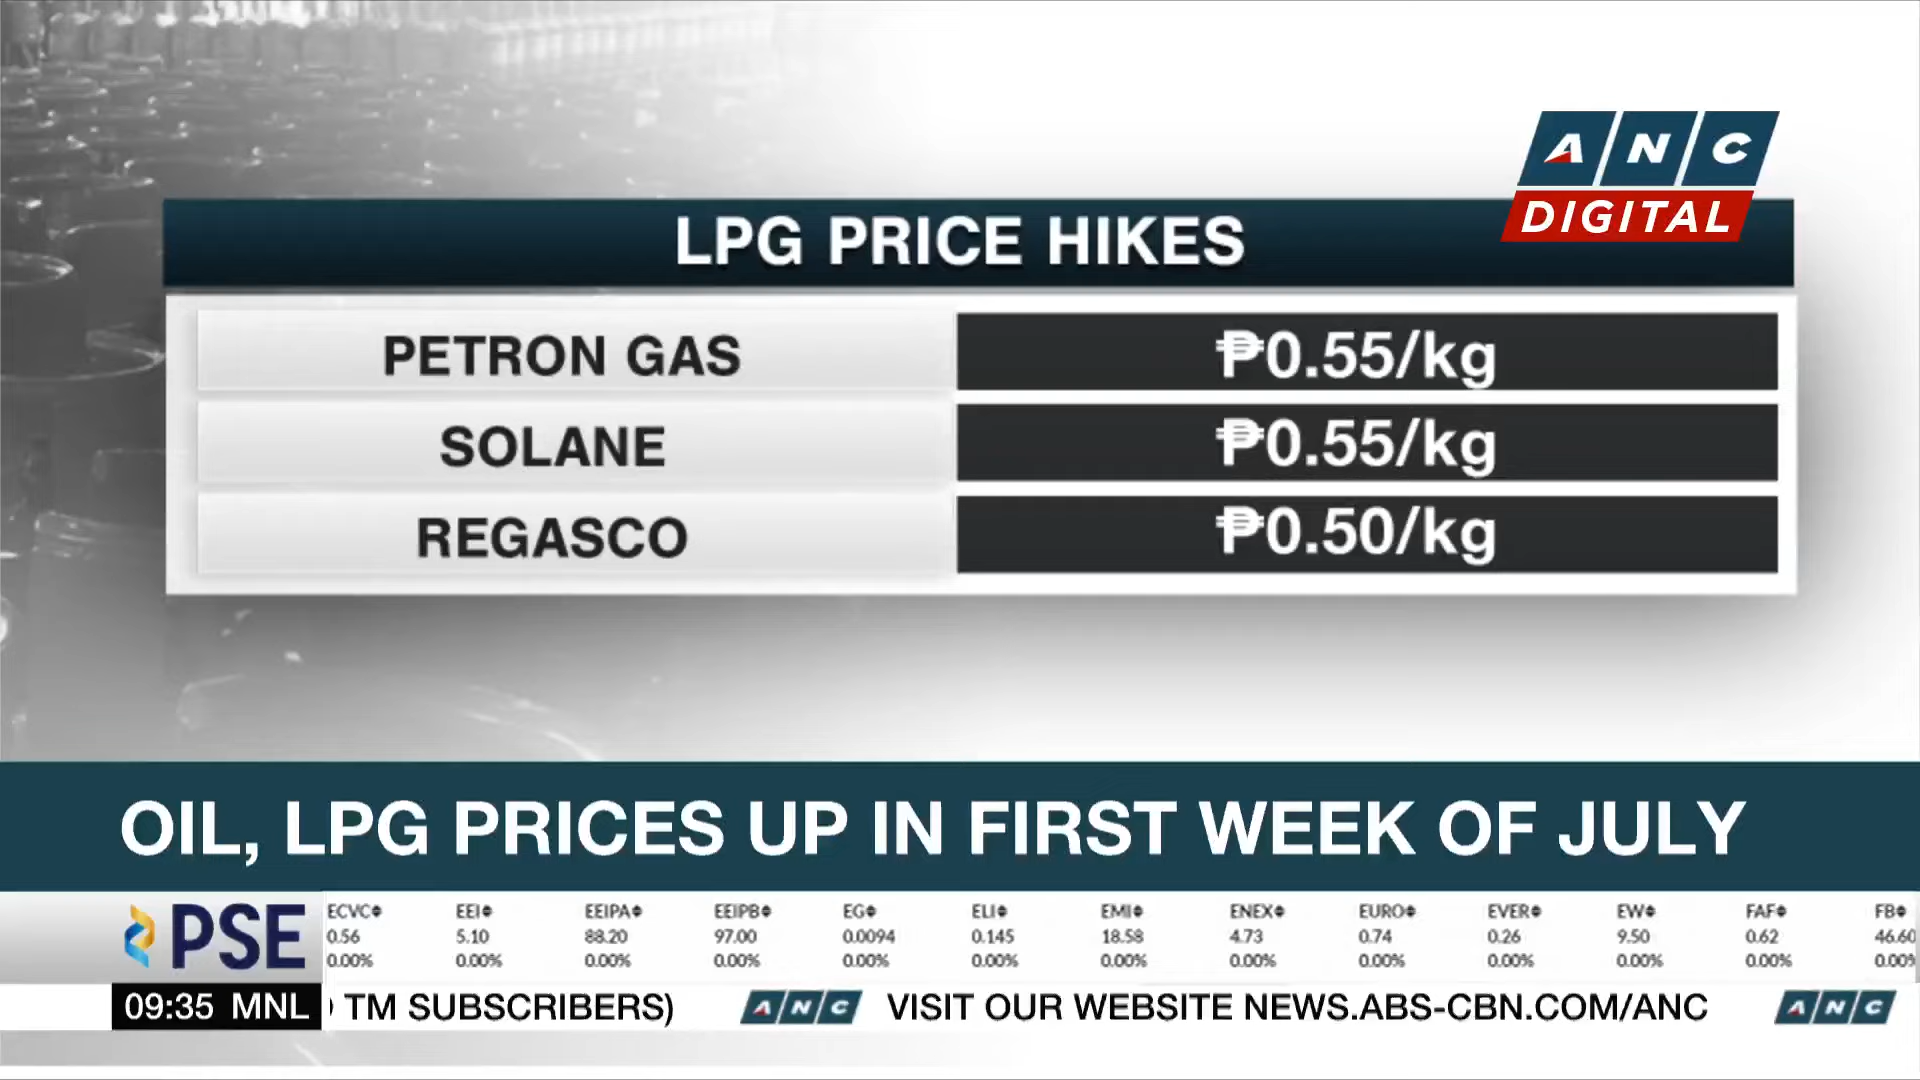 ANC
DIGITAL
LPG PRICE HIKES
PETRON GAS ₱0.55/kg
SOLANE ₱0.55/kg
REGASCO ₱0.50/kg
OIL, LPG PRICES UP IN FIRST WEEK OF JULY
PSE
ECVC EEI EEIPA EEIPB EG ELI EMI ENEX EURO EVER EW FAF FB
0.56 5.10 88.20 97.00 0.0094 0.145 18.58 4.73 0.74 0.26 9.50 0.62 46.60
0.00% 0.00% 0.00% 0.00% 0.00% 0.00% 0.00% 0.00% 0.00% 0.00% 0.00% 0.00% 0.00%
09:35 MNL TM SUBSCRIBERS) ANC VISIT OUR WEBSITE NEWS.ABS-CBN.COM/ANC ANC